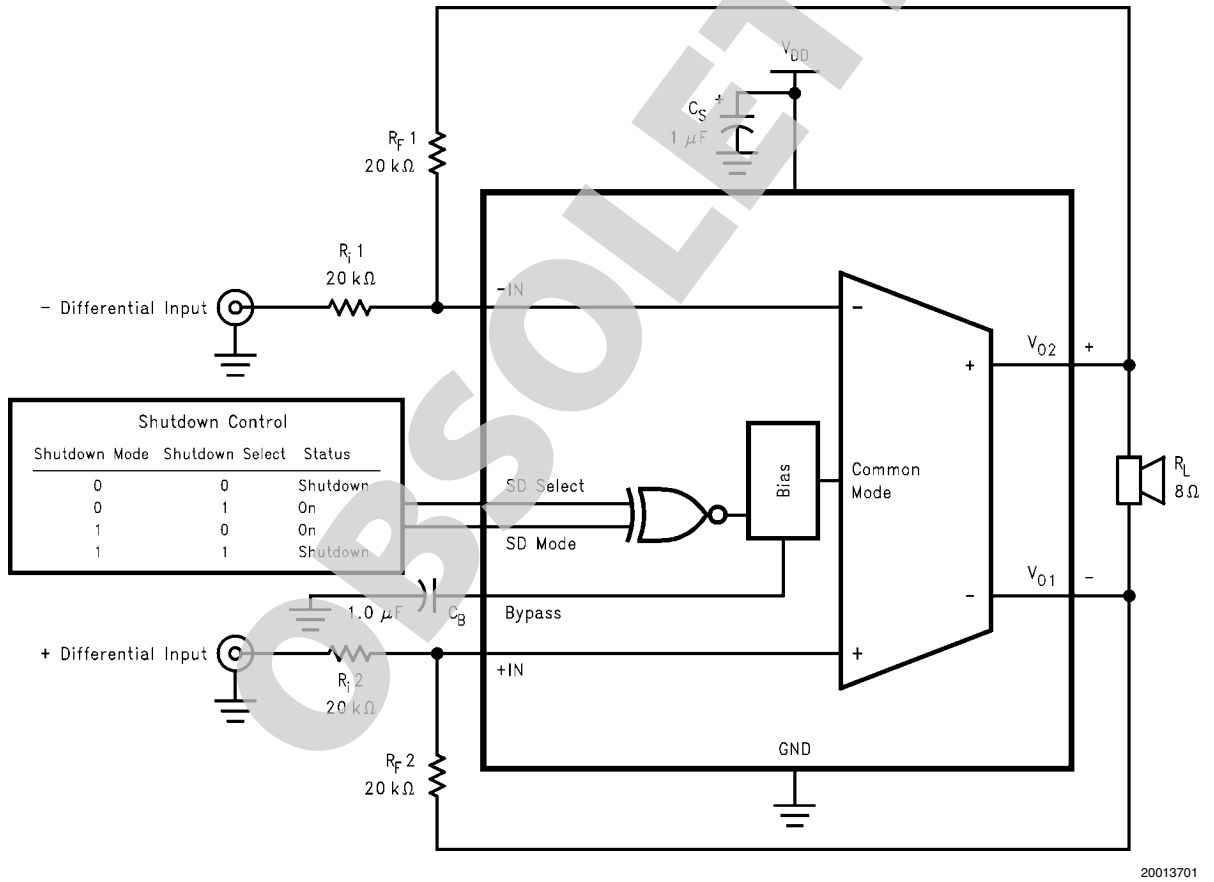 OBSOLETE
V_DD
C_S
+
1 μF
R_F 1
20 kΩ
R_i 1
20 kΩ
- Differential Input
-IN
-
V_O2
+
+
Shutdown Control
Shutdown Mode Shutdown Select Status
0 0 Shutdown
0 1 On
1 0 On
1 1 Shutdown
SD Select
SD Mode
Bias
Common
Mode
R_L
8Ω
V_O1
-
-
1.0 μF
C_B
Bypass
+ Differential Input
R_i 2
20 kΩ
+IN
+
R_F 2
20 kΩ
GND
20013701